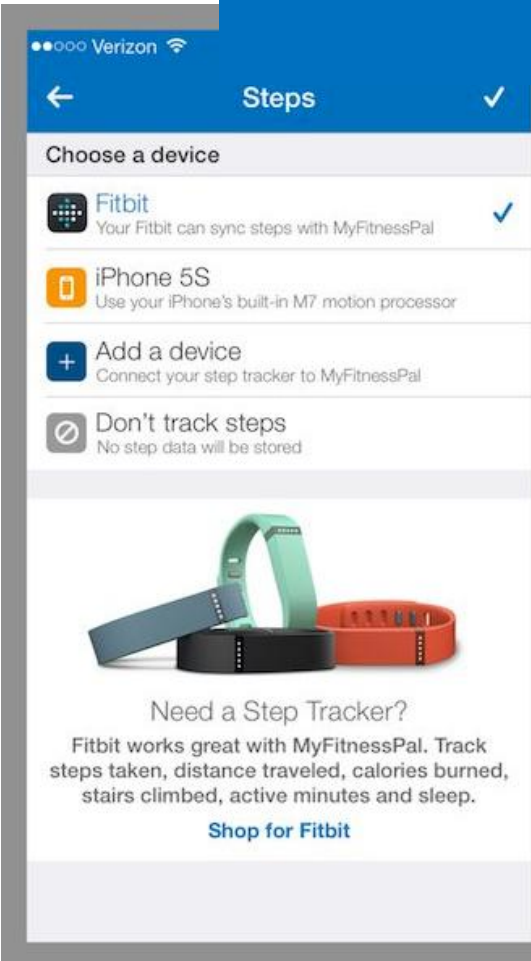 Verizon
Steps
Choose a device
Fitbit
Your Fitbit can sync steps with MyFitnessPal
iPhone 5S
Use your iPhone's built-in M7 motion processor
Add a device
Connect your step tracker to MyFitnessPal
Don't track steps
No step data will be stored
Need a Step Tracker?
Fitbit works great with MyFitnessPal. Track
steps taken, distance traveled, calories burned,
stairs climbed, active minutes and sleep.
Shop for Fitbit